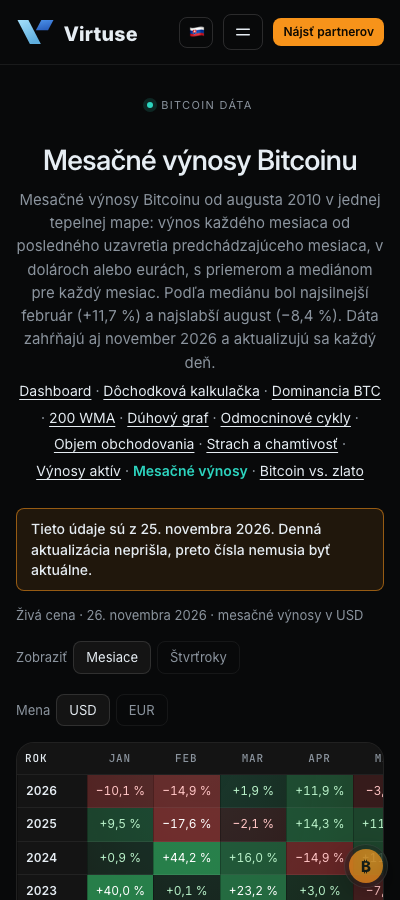 Virtuse
Nájsť partnerov
BITCOIN DÁTA
Mesačné výnosy Bitcoinu
Mesačné výnosy Bitcoinu od augusta 2010 v jednej
tepelnej mape: výnos každého mesiaca od
posledného uzavretia predchádzajúceho mesiaca, v
dolároch alebo eurách, s priemerom a mediánom
pre každý mesiac. Podľa mediánu bol najsilnejší
február (+11,7 %) a najslabší august (−8,4 %). Dáta
zahŕňajú aj november 2026 a aktualizujú sa každý
deň.
Dashboard · Dôchodková kalkulačka · Dominancia BTC
· 200 WMA · Dúhový graf · Odmocninové cykly ·
Objem obchodovania · Strach a chamtivosť ·
Výnosy aktív · Mesačné výnosy · Bitcoin vs. zlato
Tieto údaje sú z 25. novembra 2026. Denná
aktualizácia neprišla, preto čísla nemusia byť
aktuálne.
Živá cena · 26. novembra 2026 · mesačné výnosy v USD
Zobraziť Mesiace Štvrťroky
Mena USD EUR
ROK JAN FEB MAR APR M
2026 −10,1 % −14,9 % +1,9 % +11,9 % −3,
2025 +9,5 % −17,6 % −2,1 % +14,3 % +11
2024 +0,9 % +44,2 % +16,0 % −14,9 %
2023 +40,0 % +0,1 % +23,2 % +3,0 % −7,